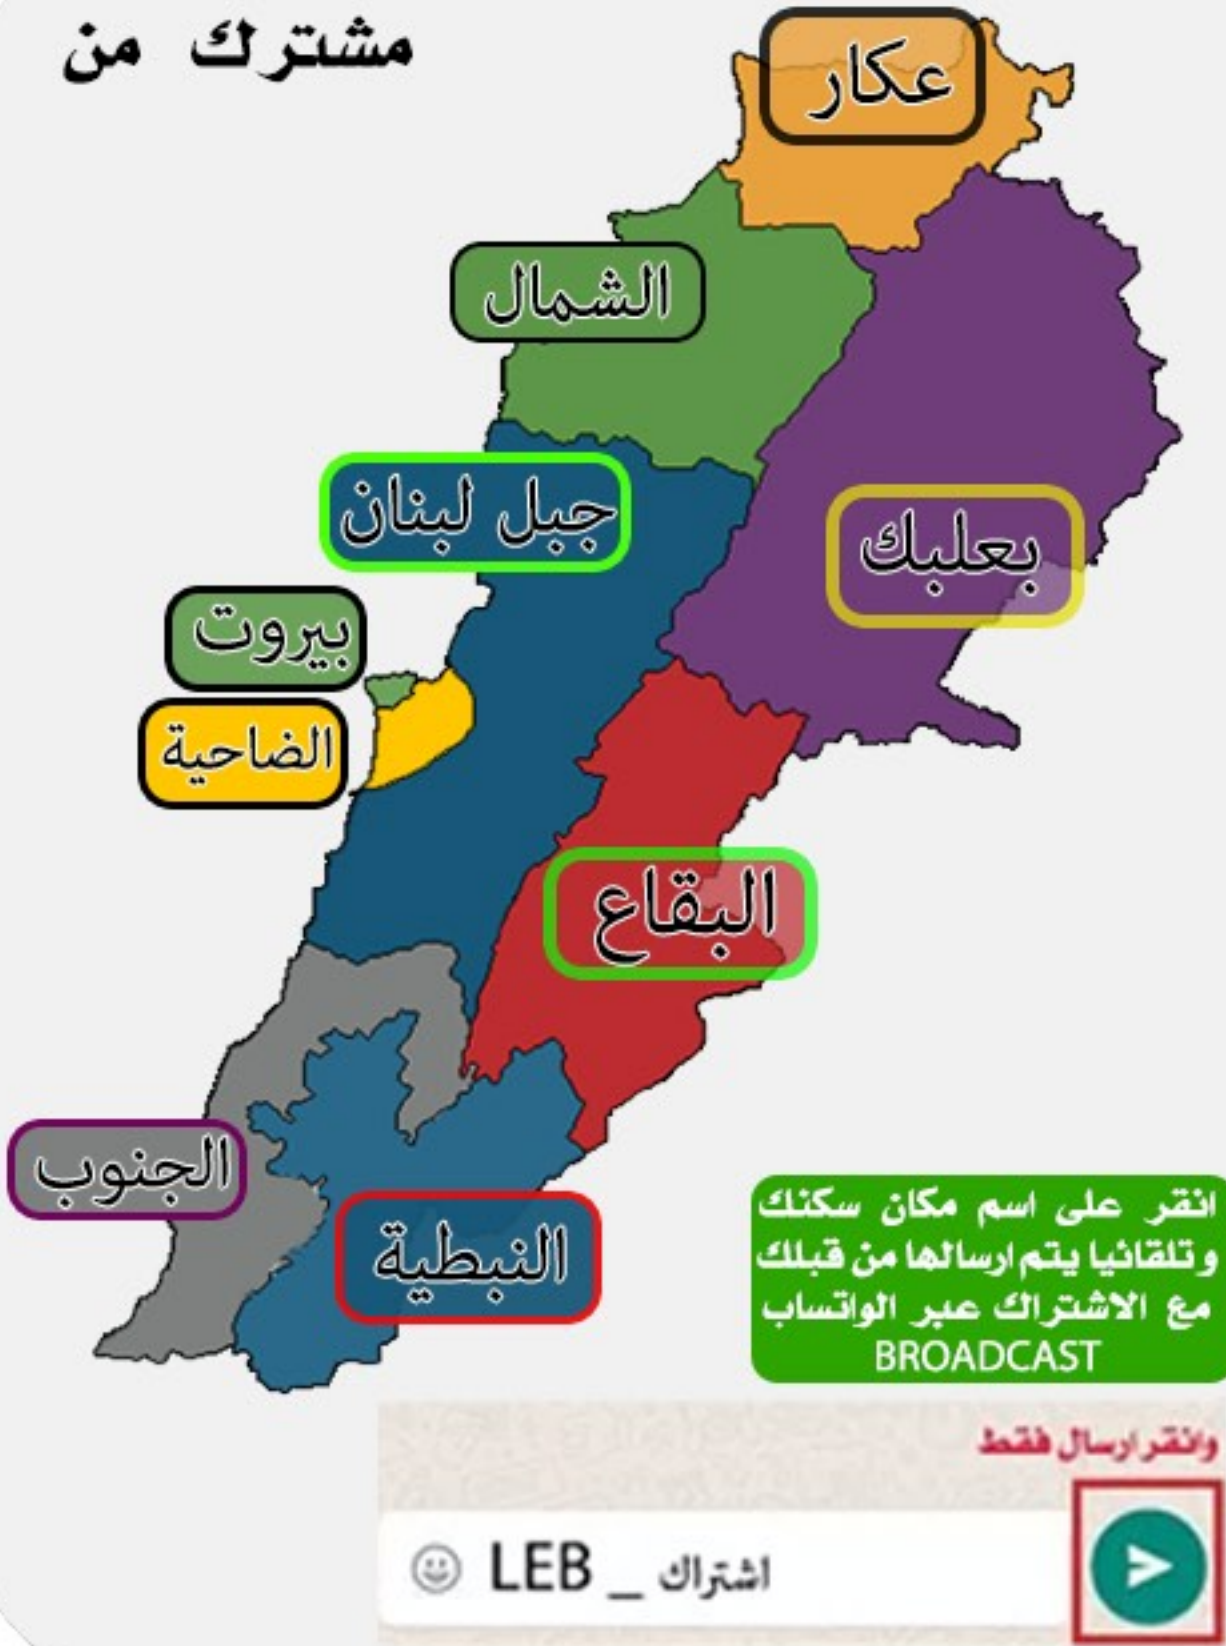 مشترك من
عكار
الشمال
جبل لبنان
بعلبك
بيروت
الضاحية
البقاع
الجنوب
النبطية
انقر على اسم مكان سكنك
وتلقائيا يتم ارسالها من قبلك
مع الاشتراك عبر الواتساب
BROADCAST
وانقر ارسال فقط
اشتراك _ LEB